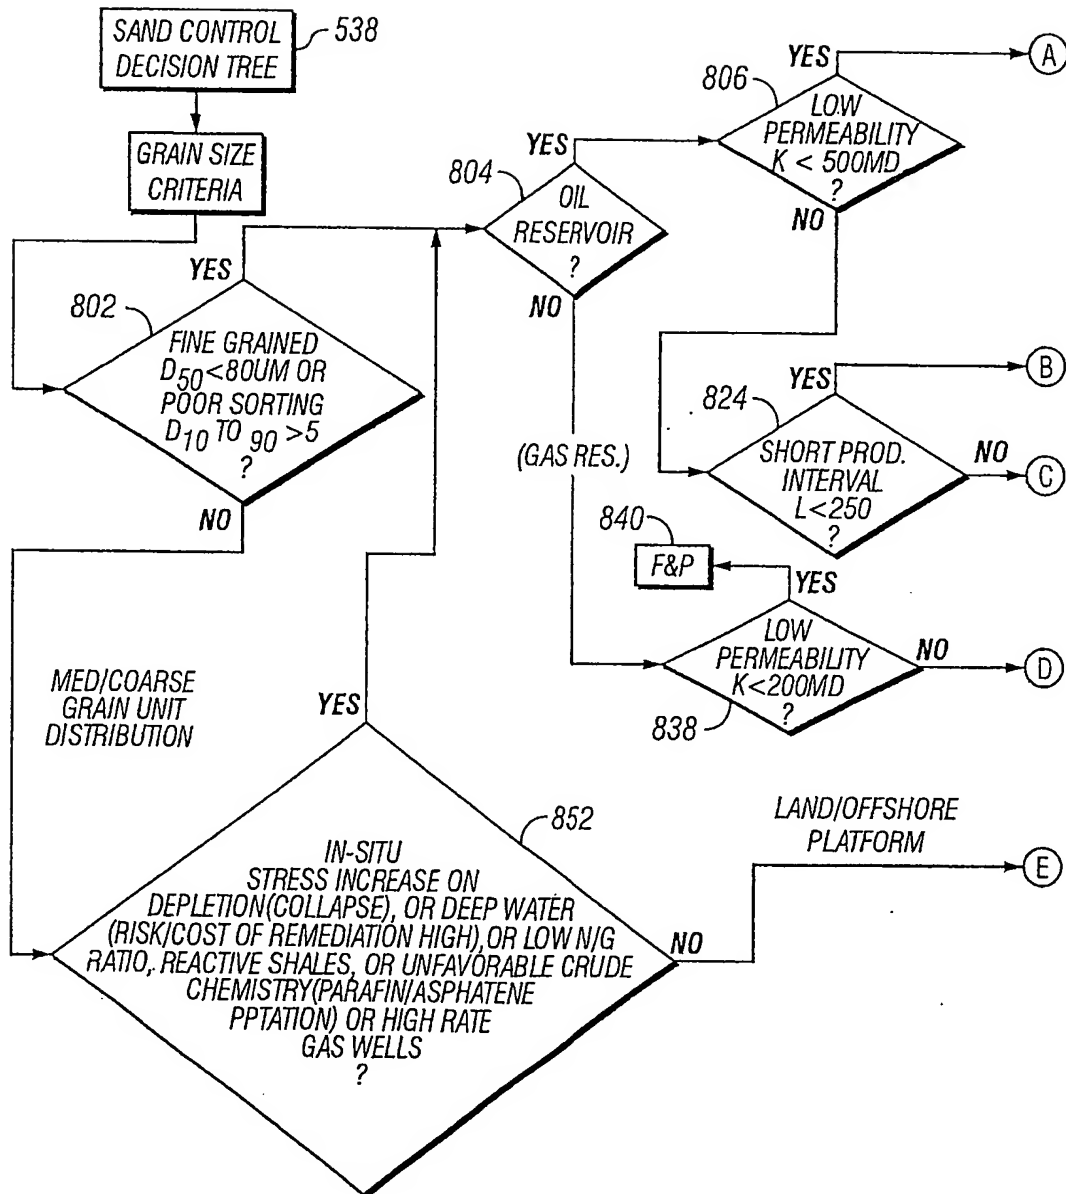 SAND CONTROL
DECISION TREE
538
GRAIN SIZE
CRITERIA
802
YES
FINE GRAINED
D50<80UM OR
POOR SORTING
D10 TO 90 >5
?
NO
804
YES
OIL
RESERVOIR
?
NO
(GAS RES.)
806
YES
LOW
PERMEABILITY
K < 500MD
?
NO
A
824
YES
SHORT PROD.
INTERVAL
L<250
?
NO
B
C
840
F&P
YES
LOW
PERMEABILITY
K<200MD
?
838
NO
D
MED/COARSE
GRAIN UNIT
DISTRIBUTION
YES
852
IN-SITU
STRESS INCREASE ON
DEPLETION(COLLAPSE), OR DEEP WATER
(RISK/COST OF REMEDIATION HIGH),OR LOW N/G
RATIO, REACTIVE SHALES, OR UNFAVORABLE CRUDE
CHEMISTRY(PARAFIN/ASPHATENE
PPTATION) OR HIGH RATE
GAS WELLS
?
NO
LAND/OFFSHORE
PLATFORM
E